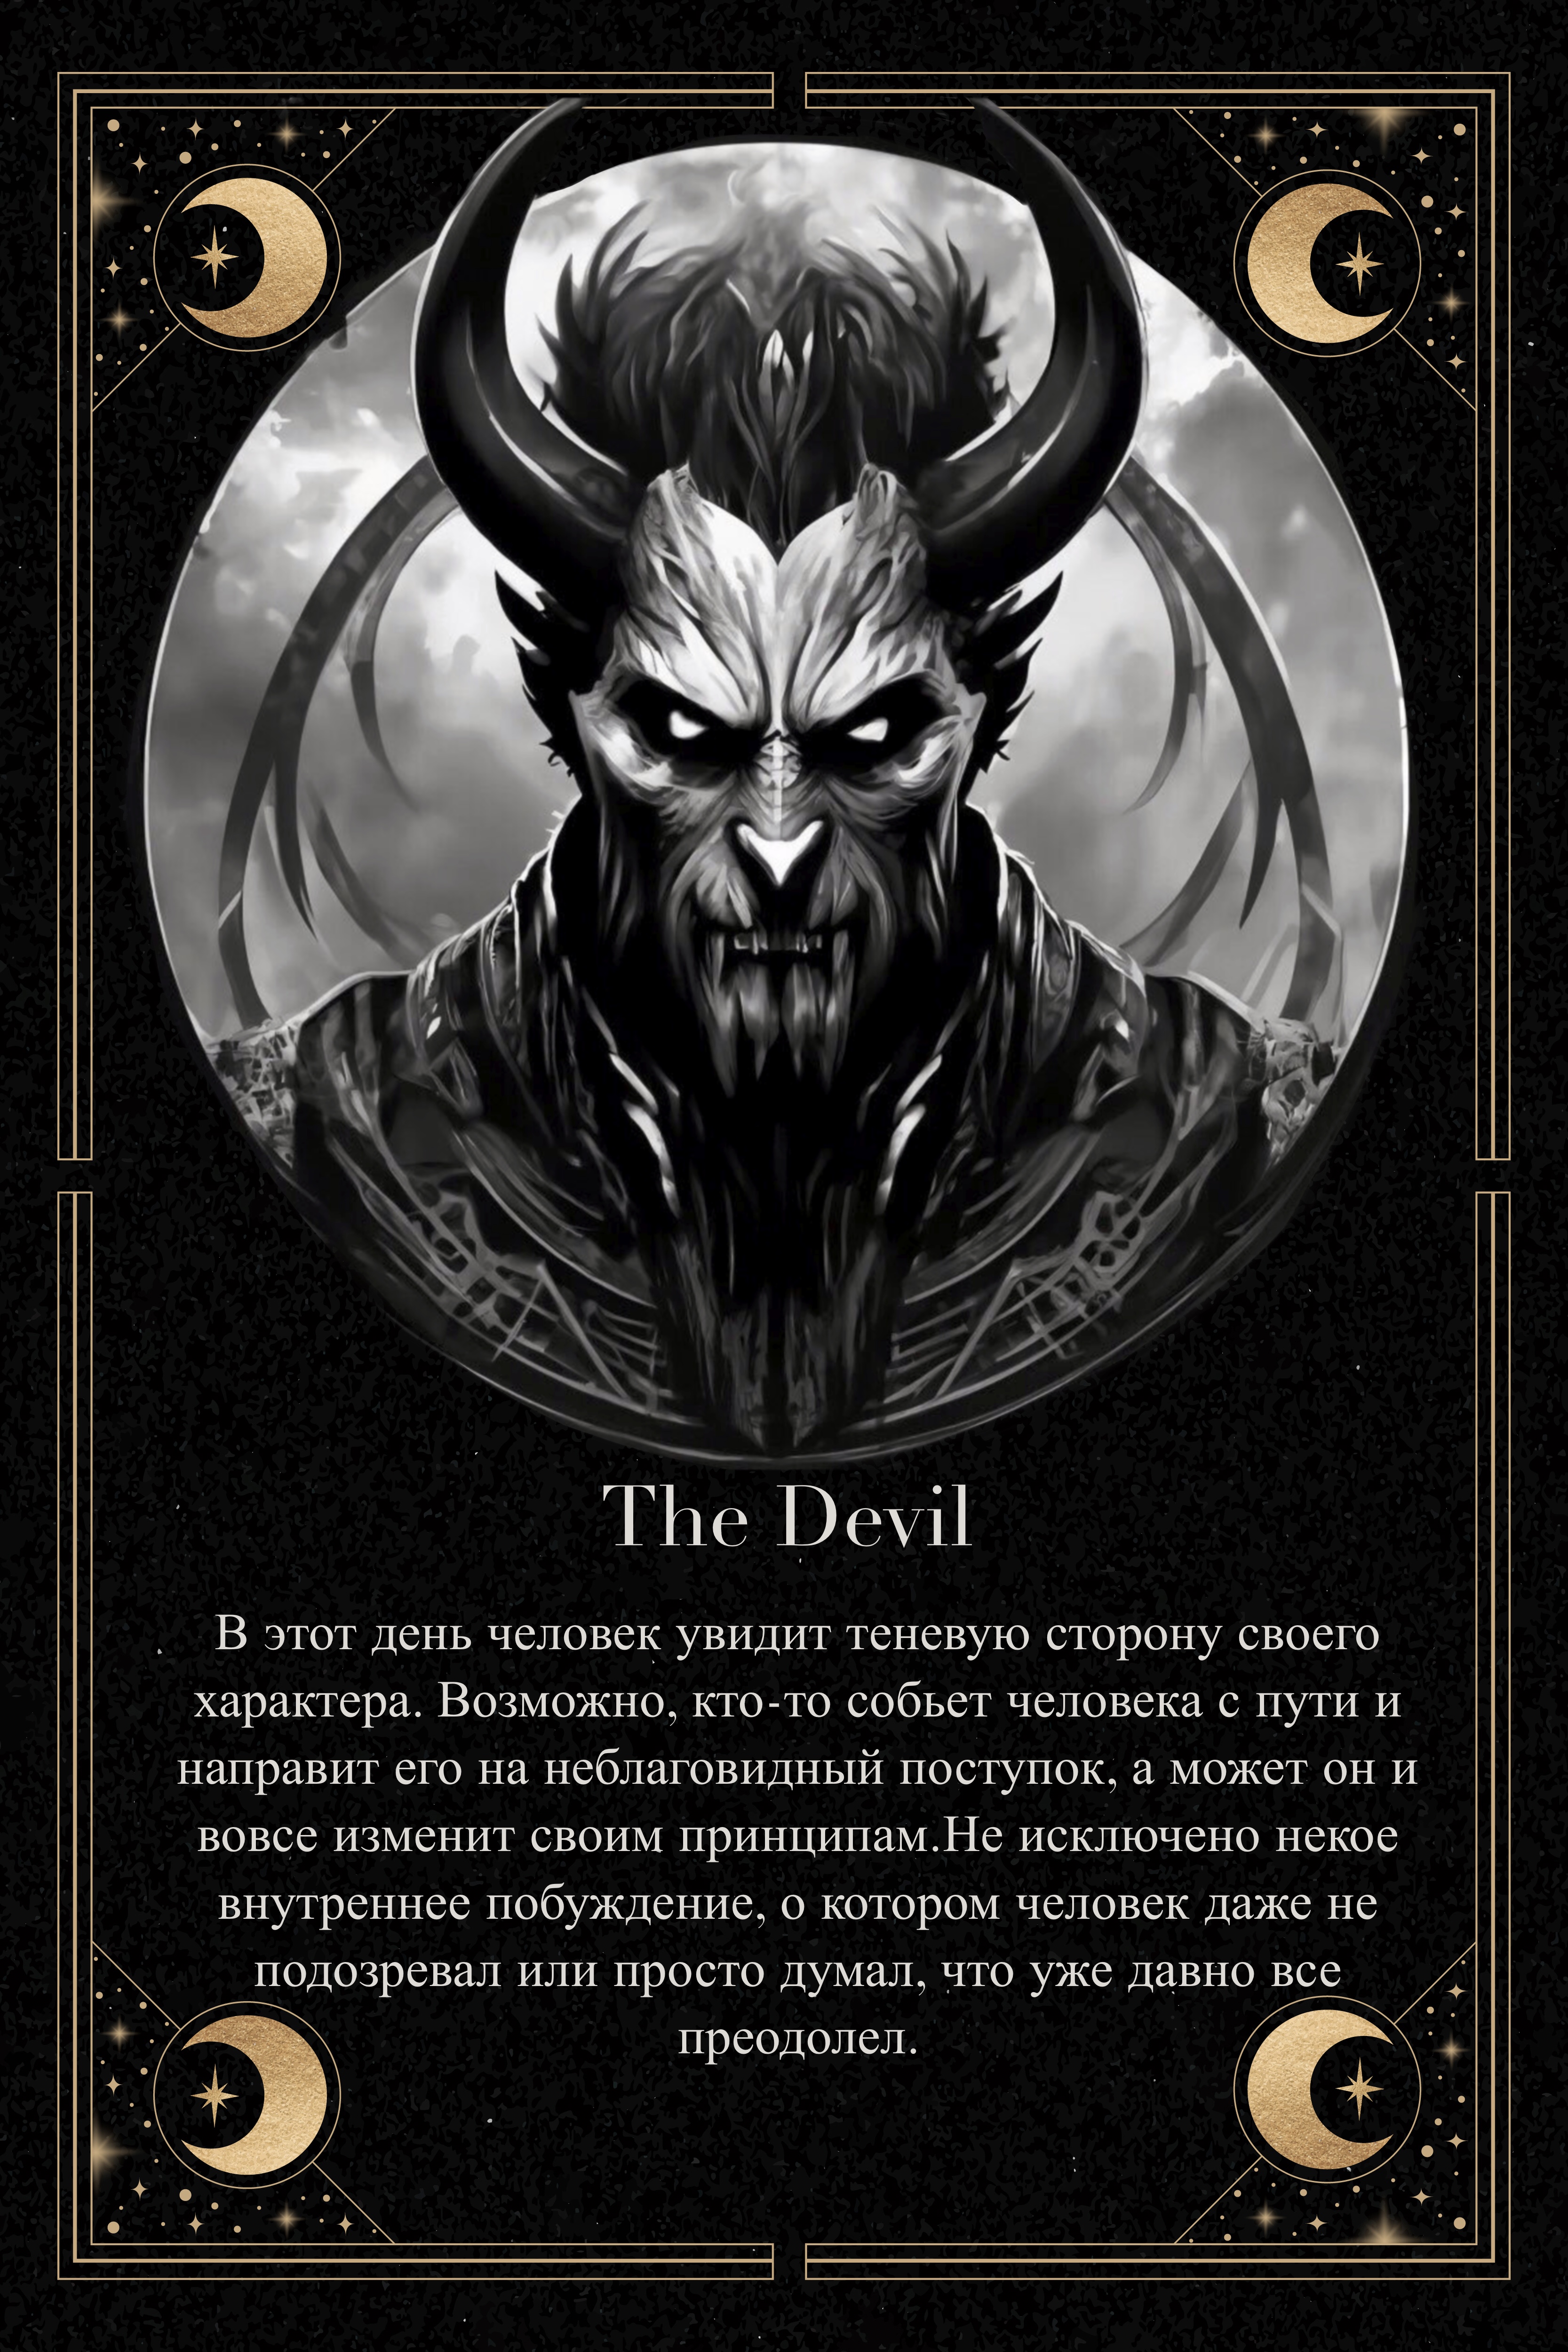 The Devil
В этот день человек увидит теневую сторону своего
характера. Возможно, кто-то собьет человека с пути и
направит его на неблаговидный поступок, а может он и
вовсе изменит своим принципам.Не исключено некое
внутреннее побуждение, о котором человек даже не
подозревал или просто думал, что уже давно все
преодолел.